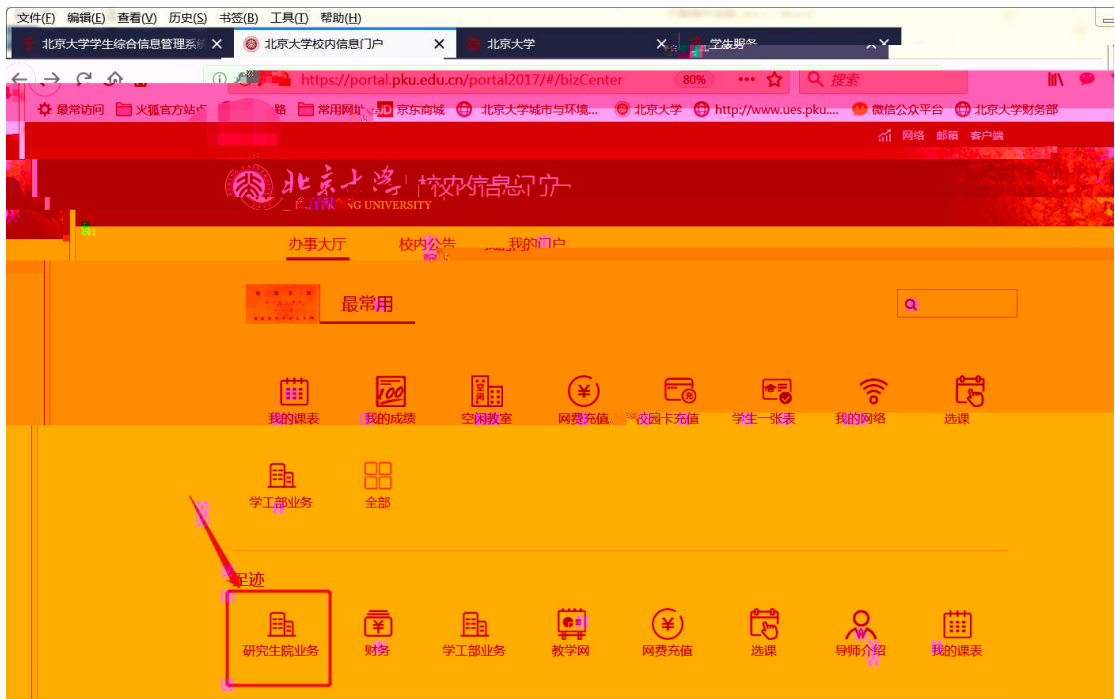 文件(F) 编辑(E) 查看(V) 历史(S) 书签(B) 工具(T) 帮助(H)
北京大学学生综合信息管理系统 北京大学校内信息门户 北京大学
https://portal.pku.edu.cn/portal2017/#/bizCenter 80% 搜索
最常访问 火狐官方站点 常用网址 JD 京东商城 北京大学城市与环境... 北京大学 http://www.ues.pku.... 微信公众平台 北京大学财务部
网络 邮箱 客户端
北京大学 校内信息门户
UNIVERSITY
办事大厅 校内公告 我的门户
最常用
我的课表 我的成绩 空闲教室 网费充值 校园卡充值 学生一张表 我的网络 选课
学工部业务 全部
足迹
研究生院业务 财务 学工部业务 教学网 网费充值 选课 导师介绍 我的课表